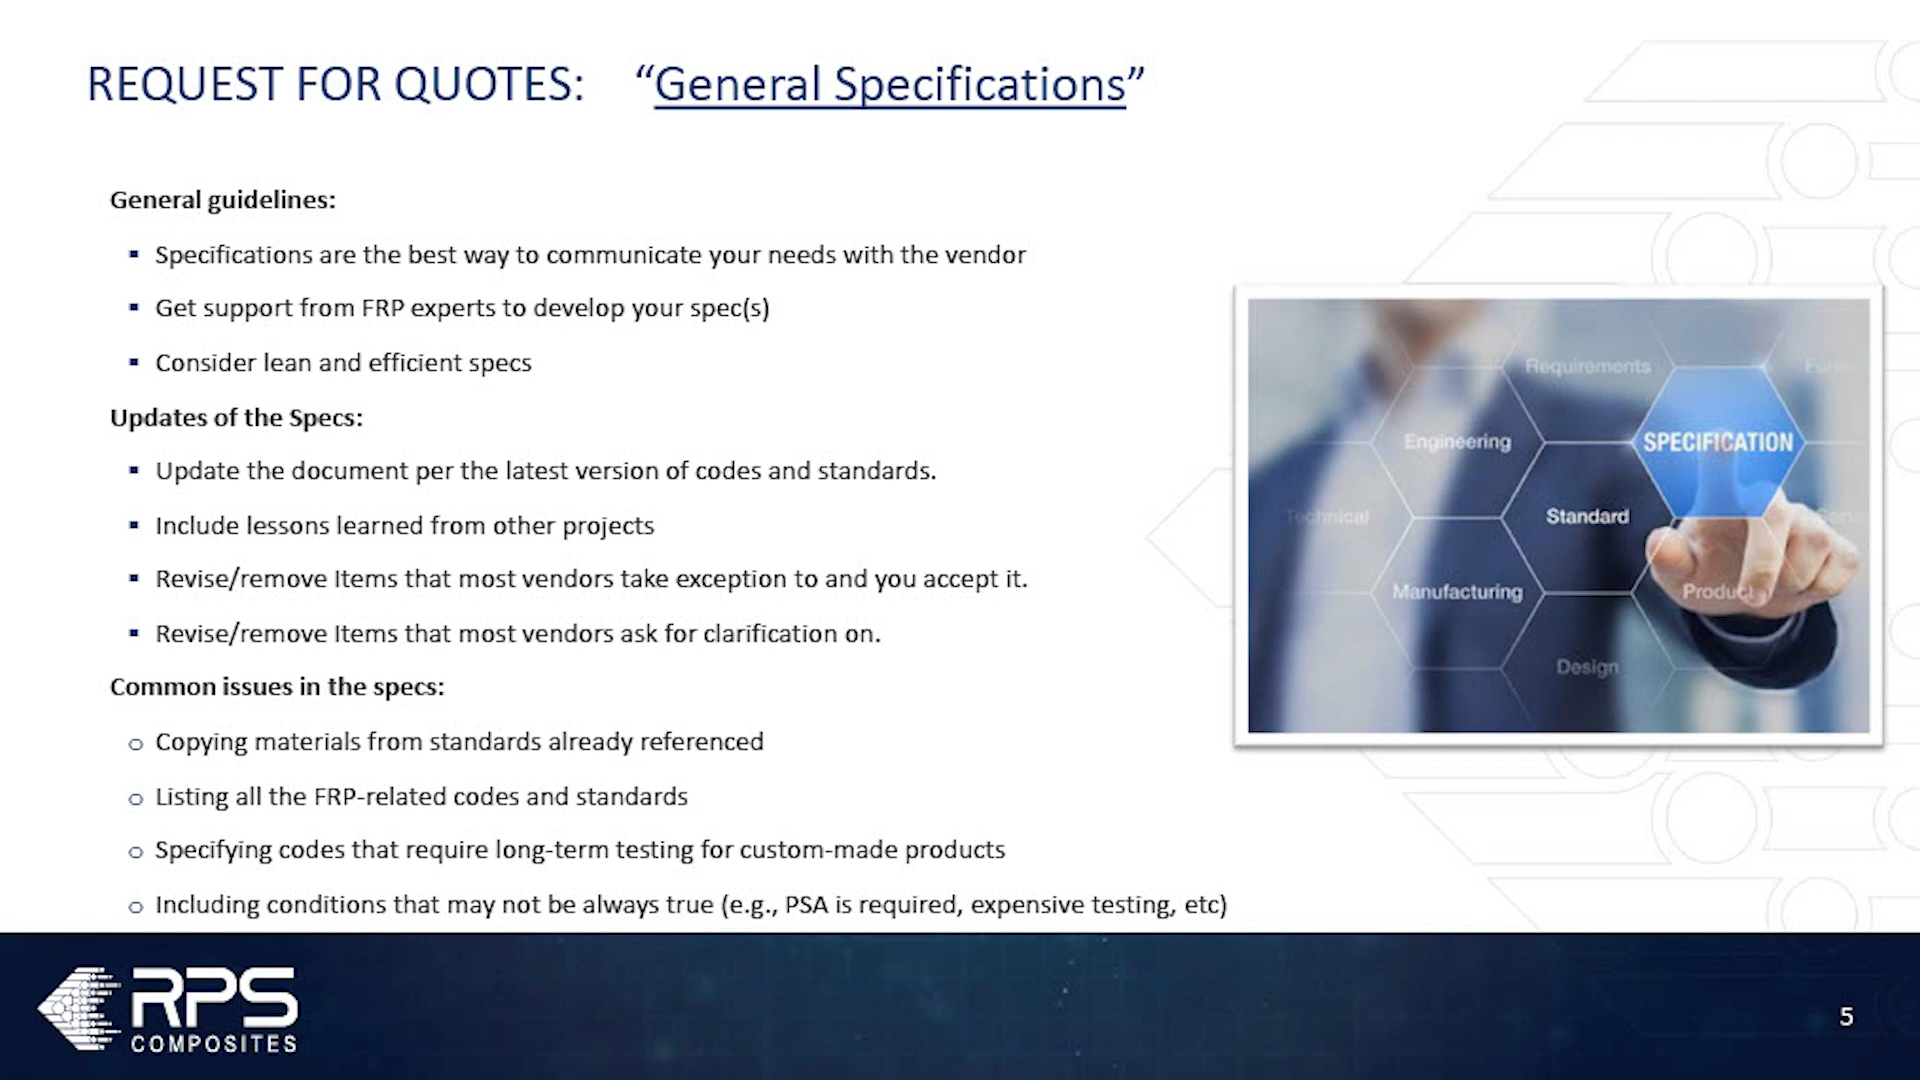 REQUEST FOR QUOTES: “General Specifications”
General guidelines:
▪ Specifications are the best way to communicate your needs with the vendor
▪ Get support from FRP experts to develop your spec(s)
▪ Consider lean and efficient specs
Updates of the Specs:
▪ Update the document per the latest version of codes and standards.
▪ Include lessons learned from other projects
▪ Revise/remove Items that most vendors take exception to and you accept it.
▪ Revise/remove Items that most vendors ask for clarification on.
Common issues in the specs:
o Copying materials from standards already referenced
o Listing all the FRP-related codes and standards
o Specifying codes that require long-term testing for custom-made products
o Including conditions that may not be always true (e.g., PSA is required, expensive testing, etc)
Requirements
Engineering
SPECIFICATION
Technical
Standard
Manufacturing
Product
Design
RPS
COMPOSITES
5